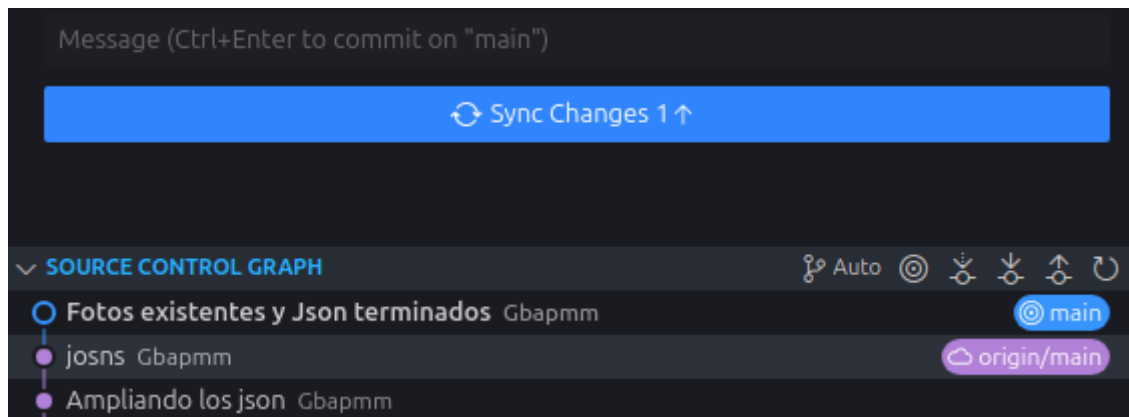 Message (Ctrl+Enter to commit on "main")
Sync Changes 1↑
SOURCE CONTROL GRAPH Auto
Fotos existentes y Json terminados Gbapmm main
josns Gbapmm origin/main
Ampliando los json Gbapmm